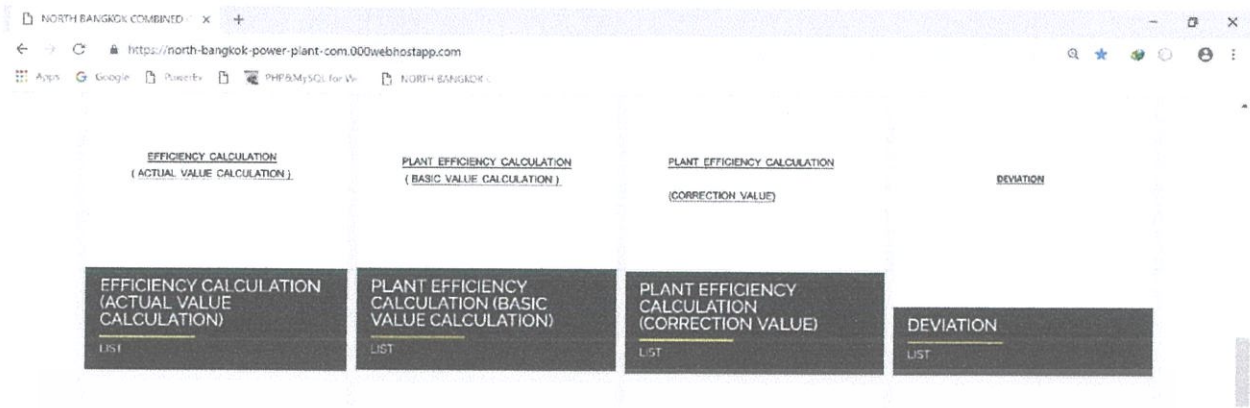 NORTH BANGKOK COMBINED
https://north-bangkok-power-plant-com.000webhostapp.com
Apps
Google
PHP&MySQL for We
NORTH BANGKOK C
EFFICIENCY CALCULATION
( ACTUAL VALUE CALCULATION )
PLANT EFFICIENCY CALCULATION
( BASIC VALUE CALCULATION )
PLANT EFFICIENCY CALCULATION
(CORRECTION VALUE)
DEVIATION
EFFICIENCY CALCULATION
(ACTUAL VALUE
CALCULATION)
LIST
PLANT EFFICIENCY
CALCULATION (BASIC
VALUE CALCULATION)
LIST
PLANT EFFICIENCY
CALCULATION
(CORRECTION VALUE)
LIST
DEVIATION
LIST